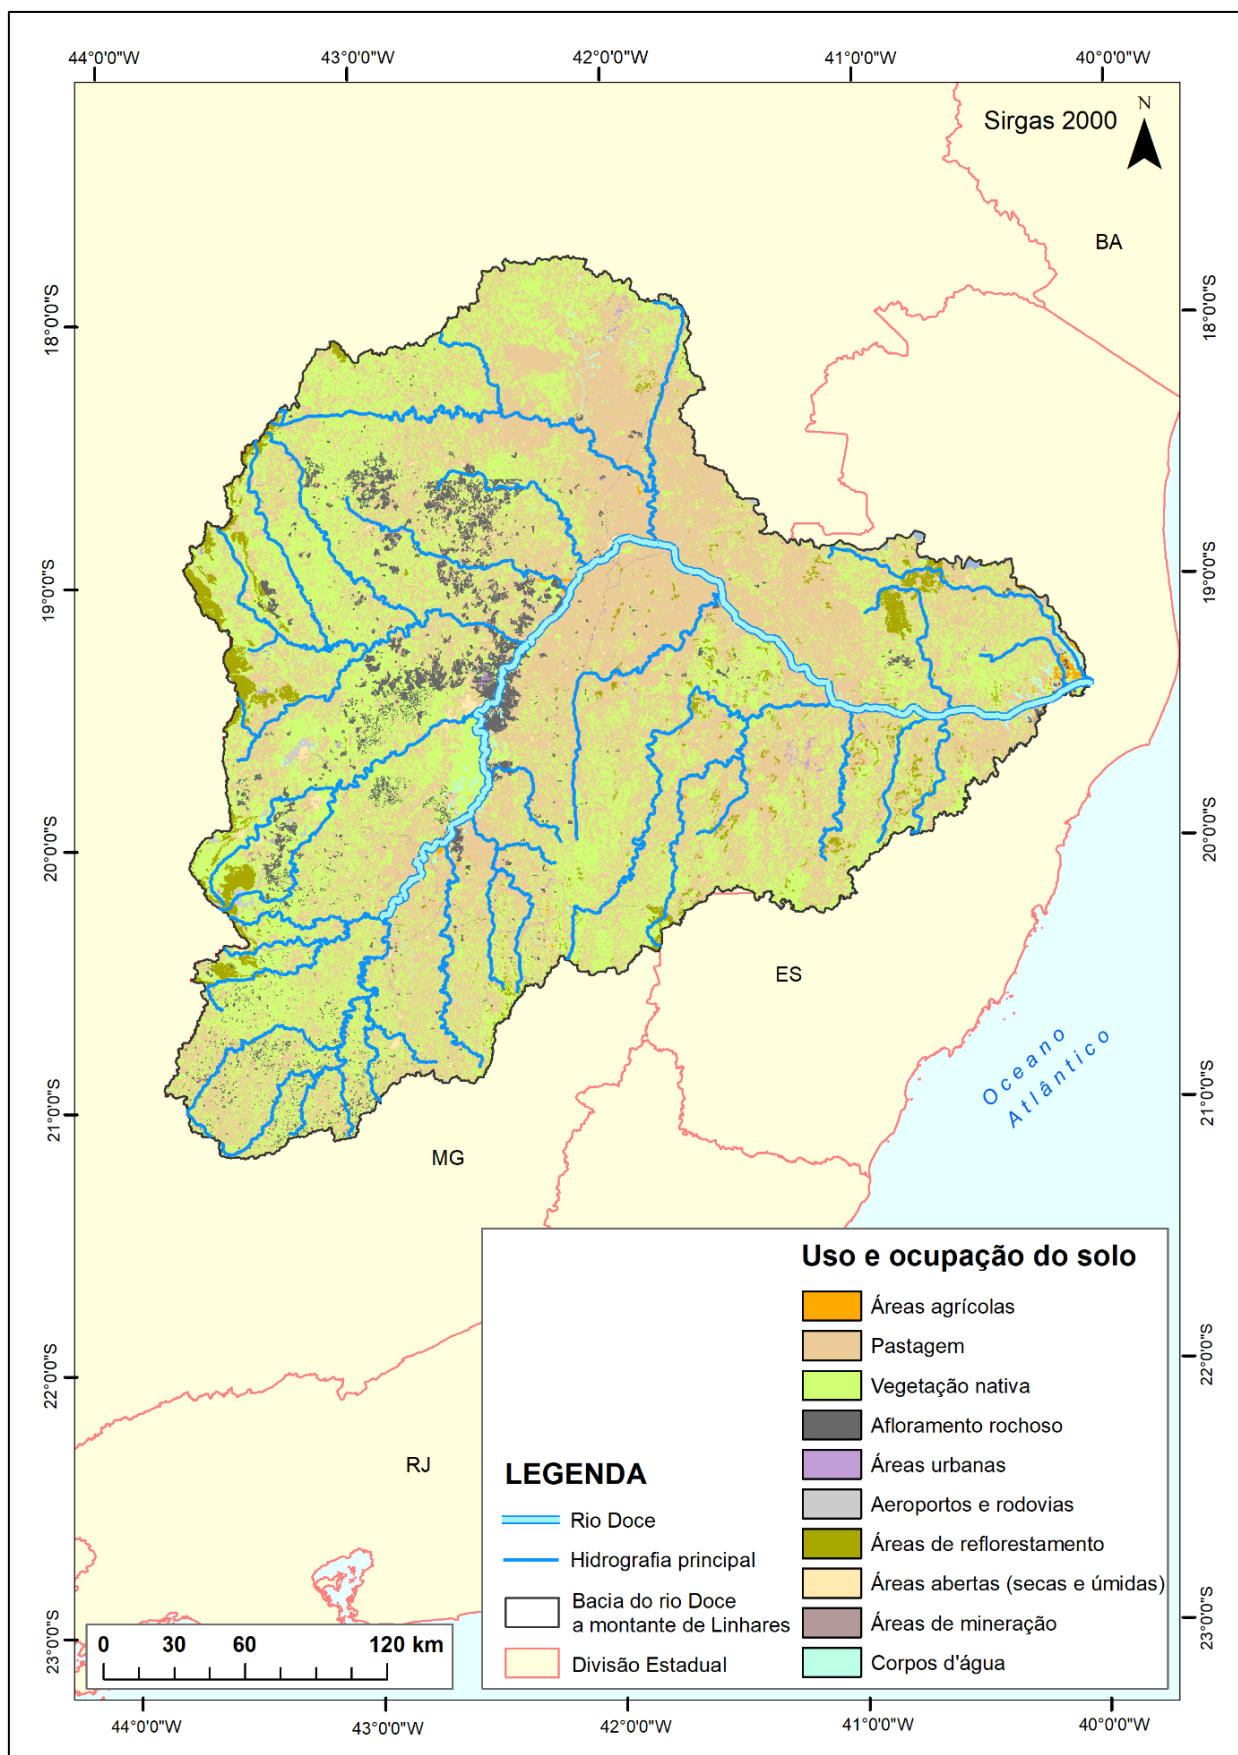 44°0'0"W 43°0'0"W 42°0'0"W 41°0'0"W 40°0'0"W
Sirgas 2000
N
BA
18°0'0"S
18°0'0"S
19°0'0"S
19°0'0"S
20°0'0"S
20°0'0"S
ES
Oceano
Atlântico
21°0'0"S
21°0'0"S
MG
22°0'0"S
22°0'0"S
RJ
23°0'0"S
23°0'0"S
LEGENDA
Rio Doce
Hidrografia principal
Bacia do rio Doce
a montante de Linhares
Divisão Estadual
Uso e ocupação do solo
Áreas agrícolas
Pastagem
Vegetação nativa
Afloramento rochoso
Áreas urbanas
Aeroportos e rodovias
Áreas de reflorestamento
Áreas abertas (secas e úmidas)
Áreas de mineração
Corpos d'água
0 30 60 120 km
44°0'0"W 43°0'0"W 42°0'0"W 41°0'0"W 40°0'0"W